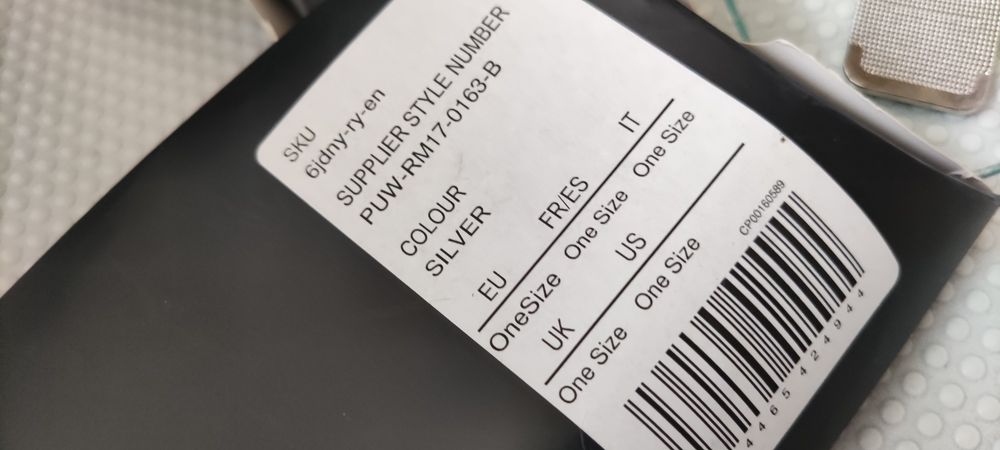 SKU
6jdny-ry-en
SUPPLIER STYLE NUMBER
PUW-RM17-0163-B
COLOUR
SILVER
EU FR/ES IT
OneSize One Size One Size
UK US
One Size One Size
CP00160589
4465424944